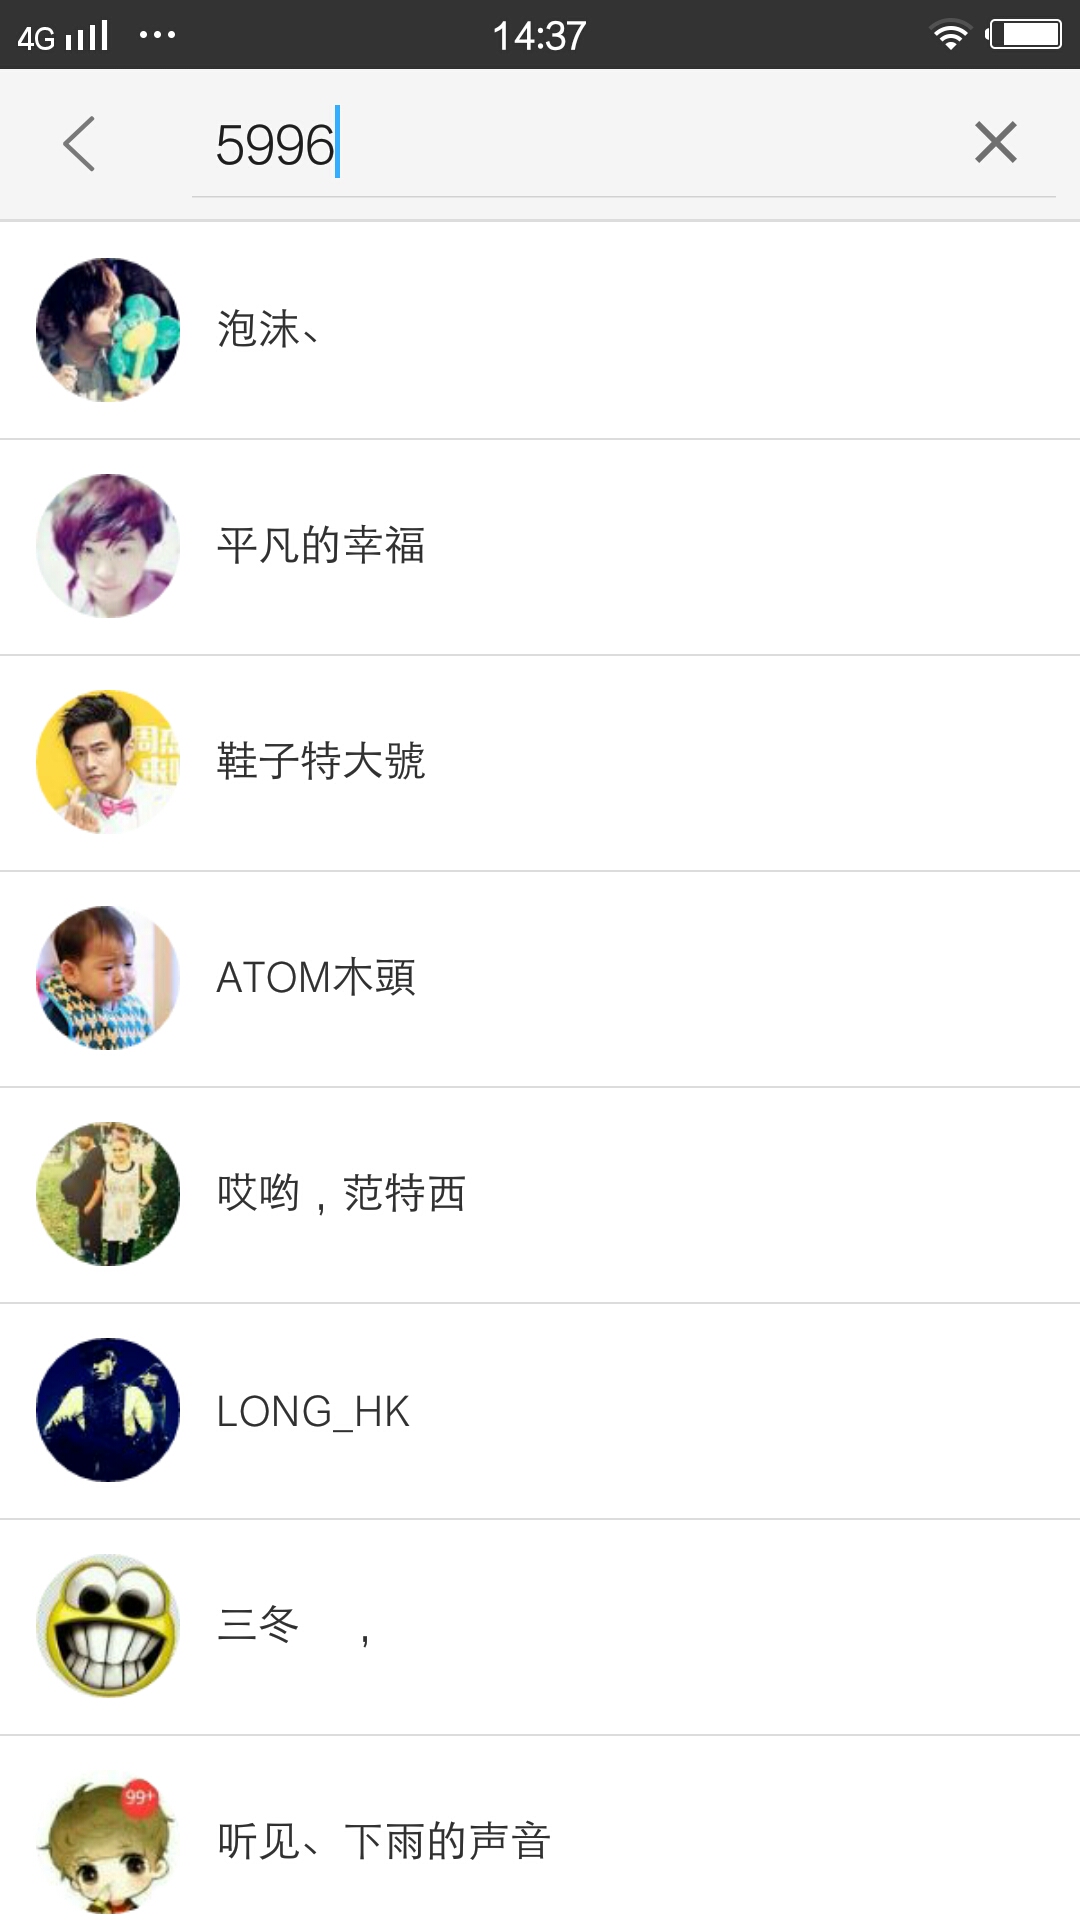 4G 14:37
5996
泡沫、
平凡的幸福
鞋子特大號
ATOM木頭
哎哟，范特西
LONG_HK
三冬 ，
99+
听见、下雨的声音